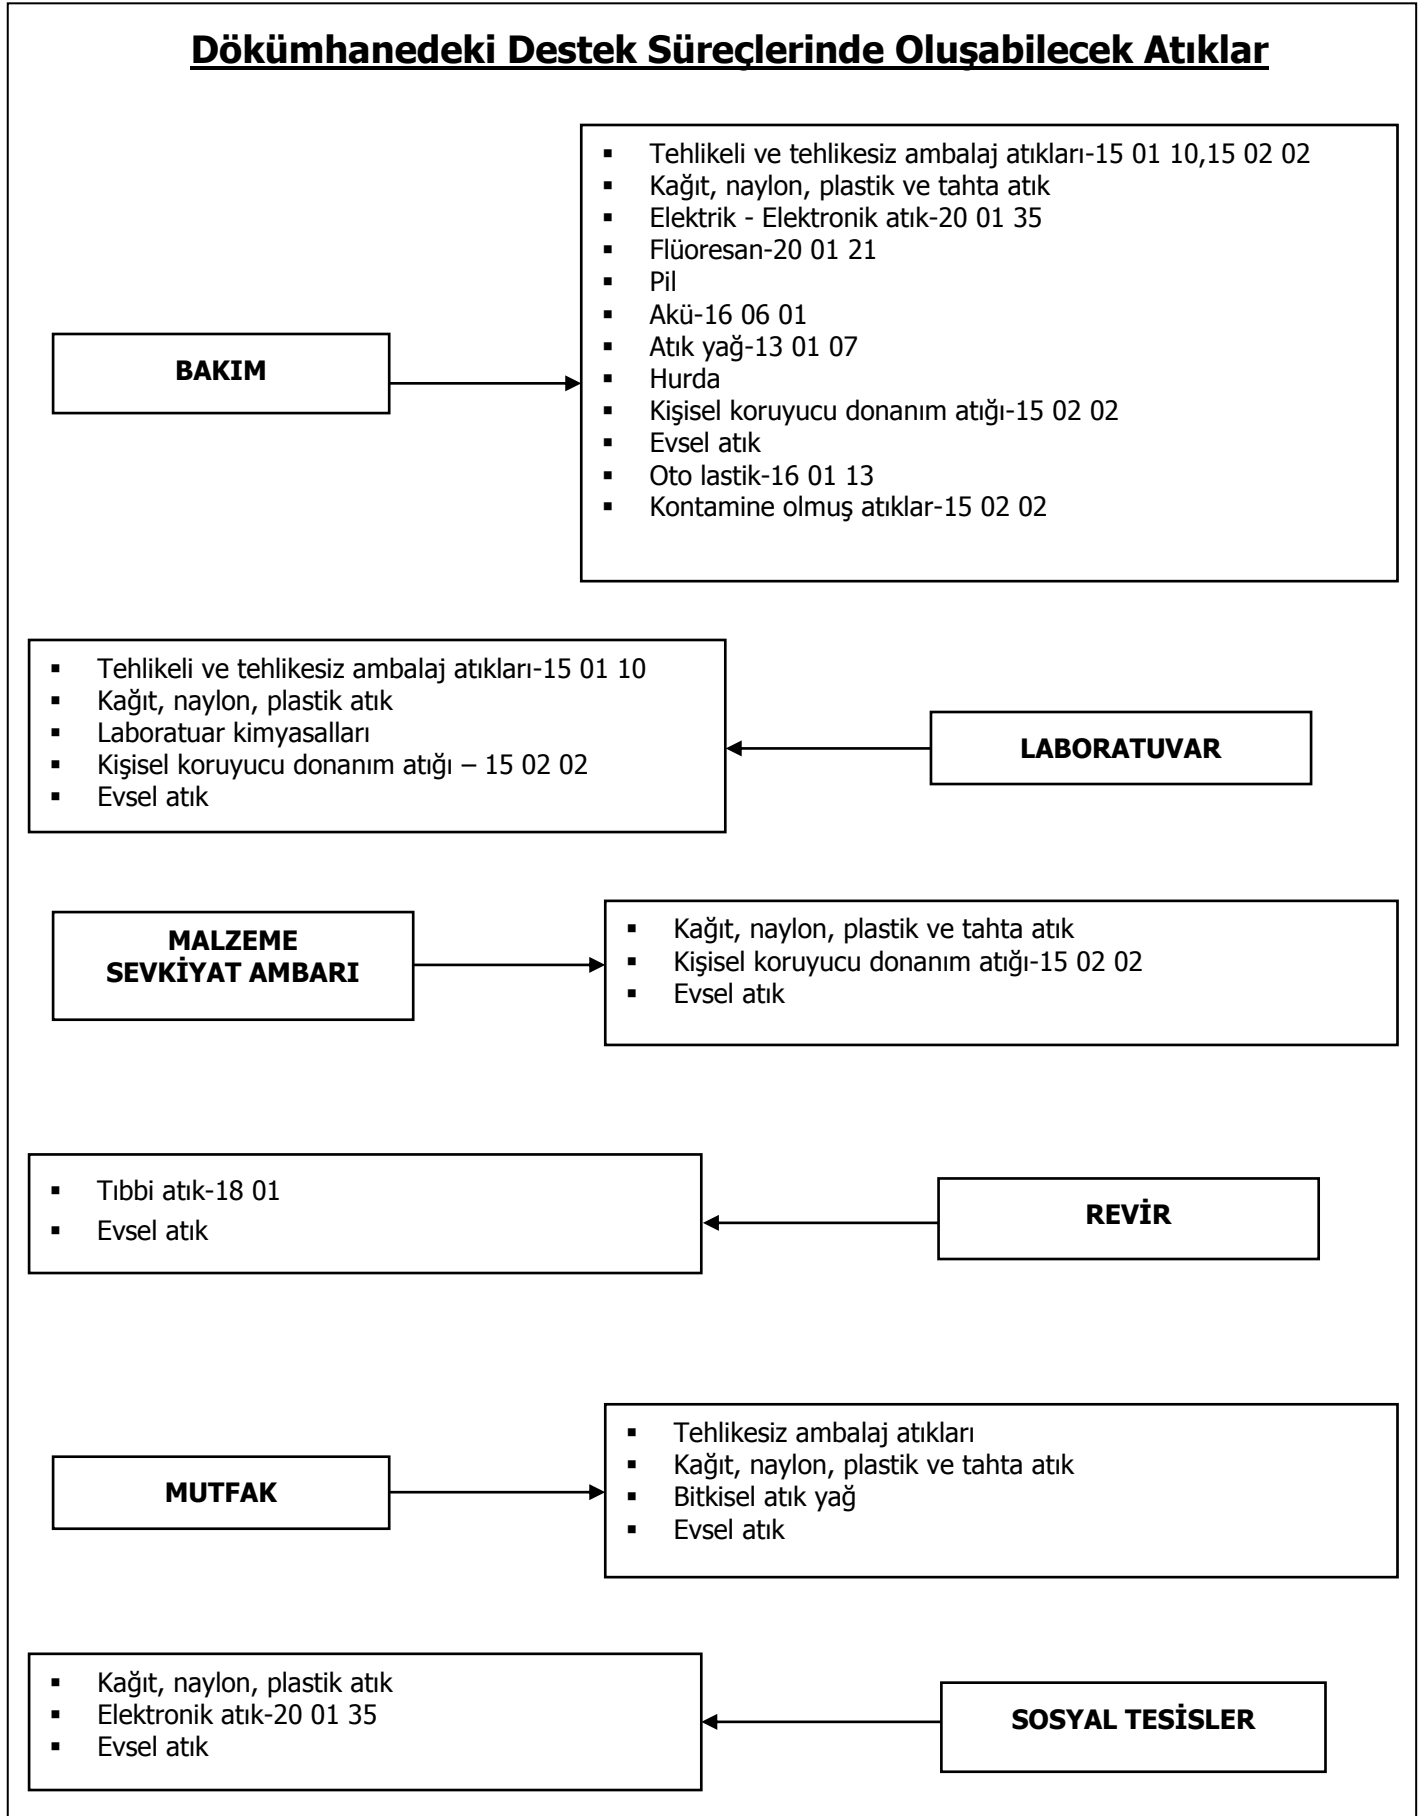 Dökümhanedeki Destek Süreçlerinde Oluşabilecek Atıklar
▪ Tehlikeli ve tehlikesiz ambalaj atıkları-15 01 10,15 02 02
▪ Kağıt, naylon, plastik ve tahta atık
▪ Elektrik - Elektronik atık-20 01 35
▪ Flüoresan-20 01 21
▪ Pil
▪ Akü-16 06 01
▪ Atık yağ-13 01 07
▪ Hurda
▪ Kişisel koruyucu donanım atığı-15 02 02
▪ Evsel atık
▪ Oto lastik-16 01 13
▪ Kontamine olmuş atıklar-15 02 02
BAKIM
▪ Tehlikeli ve tehlikesiz ambalaj atıkları-15 01 10
▪ Kağıt, naylon, plastik atık
▪ Laboratuar kimyasalları
▪ Kişisel koruyucu donanım atığı – 15 02 02
▪ Evsel atık
LABORATUVAR
MALZEME
SEVKİYAT AMBARI
▪ Kağıt, naylon, plastik ve tahta atık
▪ Kişisel koruyucu donanım atığı-15 02 02
▪ Evsel atık
▪ Tıbbi atık-18 01
▪ Evsel atık
REVİR
MUTFAK
▪ Tehlikesiz ambalaj atıkları
▪ Kağıt, naylon, plastik ve tahta atık
▪ Bitkisel atık yağ
▪ Evsel atık
▪ Kağıt, naylon, plastik atık
▪ Elektronik atık-20 01 35
▪ Evsel atık
SOSYAL TESİSLER